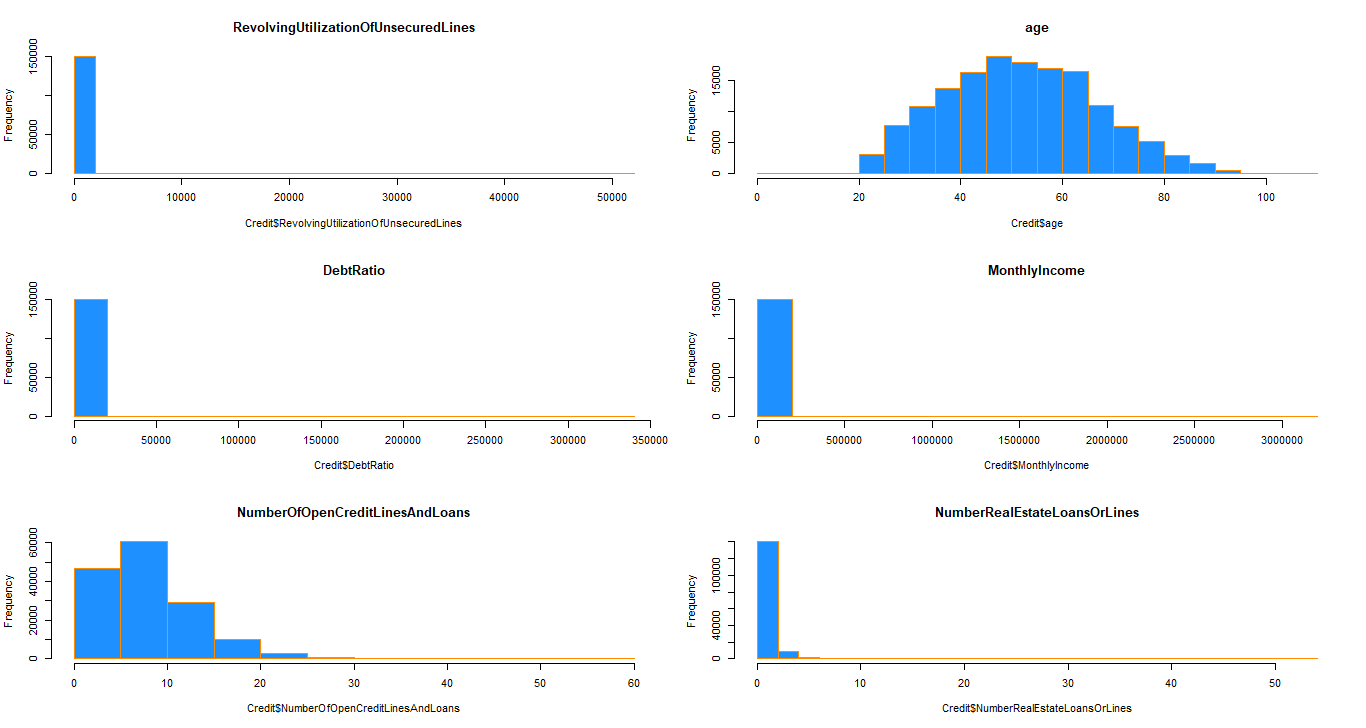 RevolvingUtilizationOfUnsecuredLines
Frequency
0 50000 150000
0 10000 20000 30000 40000 50000
Credit$RevolvingUtilizationOfUnsecuredLines
age
Frequency
0 5000 15000
0 20 40 60 80 100
Credit$age
DebtRatio
Frequency
0 50000 150000
0 50000 100000 150000 200000 250000 300000 350000
Credit$DebtRatio
MonthlyIncome
Frequency
0 50000 150000
0 500000 1000000 1500000 2000000 2500000 3000000
Credit$MonthlyIncome
NumberOfOpenCreditLinesAndLoans
Frequency
0 20000 40000 60000
0 10 20 30 40 50 60
Credit$NumberOfOpenCreditLinesAndLoans
NumberRealEstateLoansOrLines
Frequency
0 40000 100000
0 10 20 30 40 50
Credit$NumberRealEstateLoansOrLines